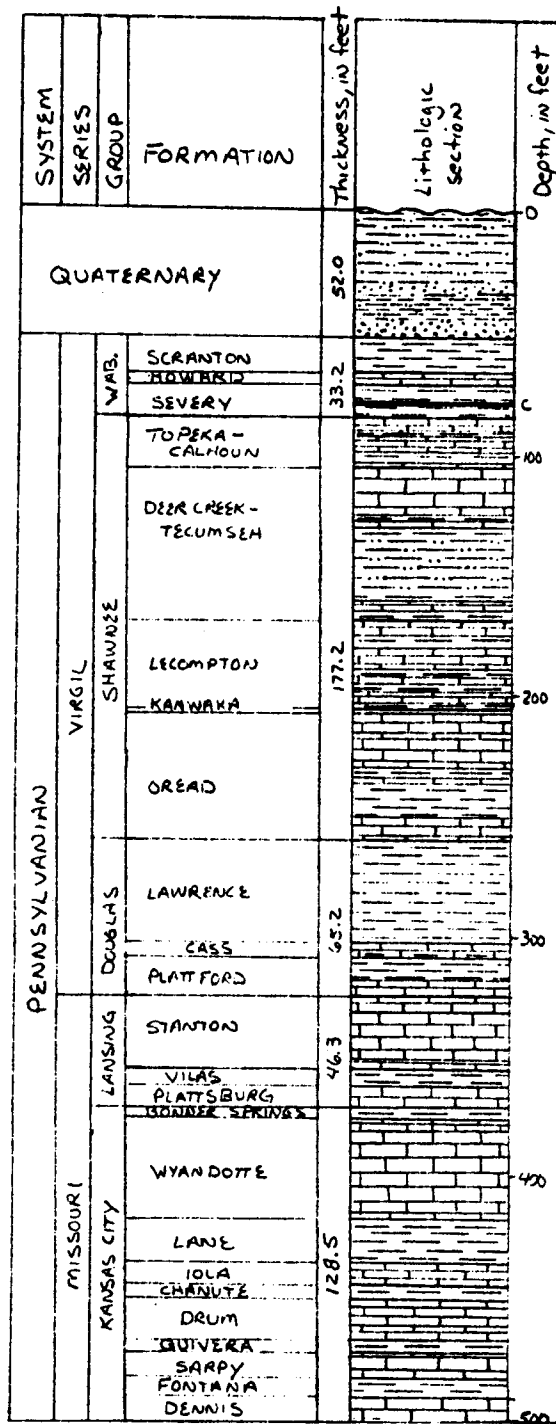 SYSTEM
SERIES
GROUP
FORMATION
Thickness, in feet
Lithologic
section
Depth, in feet
0
QUATERNARY
52.0
PENNSYLVANIAN
VIRGIL
WAB.
SCRANTON
HOWARD
SEVERY
33.2
C
SHAWNEE
TOPEKA-
CALHOUN
100
DEER CREEK-
TECUMSEH
LECOMPTON
177.2
KANWAKA
200
OREAD
DOUGLAS
LAWRENCE
65.2
CASS
300
PLATTFORD
MISSOURI
LANSING
STANTON
46.3
VILAS
PLATTSBURG
KANSAS CITY
BONNER SPRINGS
WYANDOTTE
400
LANE
128.5
IOLA
CHANUTE
DRUM
QUIVERA
SARPY
FONTANA
DENNIS
500